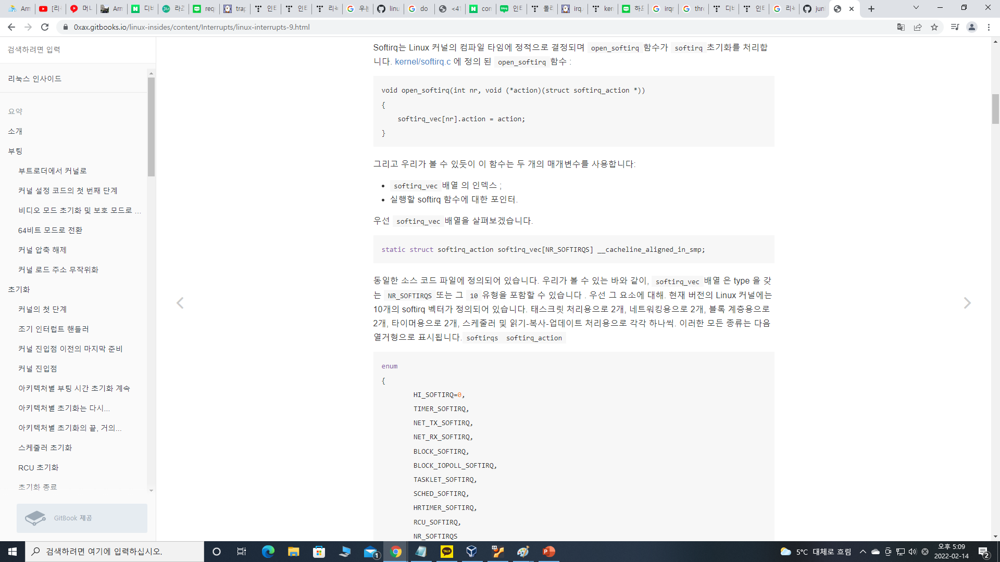 Arm
[리눅
머니
Arm
디바
라즈
req
trap
인터
인터
리눅
우분
linu
do
<4T
con
인터
몰라
irq.c
kerr
하드
irqr
thre
디바
인터
리눅
juni
0xax.gitbooks.io/linux-insides/content/Interrupts/linux-interrupts-9.html
검색하려면 입력
리눅스 인사이드
요약
소개
부팅
부트로더에서 커널로
커널 설정 코드의 첫 번째 단계
비디오 모드 초기화 및 보호 모드로 ...
64비트 모드로 전환
커널 압축 해제
커널 로드 주소 무작위화
초기화
커널의 첫 단계
조기 인터럽트 핸들러
커널 진입점 이전의 마지막 준비
커널 진입점
아키텍처별 부팅 시간 초기화 계속
아키텍처별 초기화는 다시...
아키텍처별 초기화의 끝, 거의...
스케줄러 초기화
RCU 초기화
초기화 종료
GitBook 제공
Softirq는 Linux 커널의 컴파일 타임에 정적으로 결정되며 open_softirq 함수가 softirq 초기화를 처리합
니다. kernel/softirq.c 에 정의 된 open_softirq 함수 :
void open_softirq(int nr, void (*action)(struct softirq_action *))
{
softirq_vec[nr].action = action;
}
그리고 우리가 볼 수 있듯이 이 함수는 두 개의 매개변수를 사용합니다:
• softirq_vec 배열 의 인덱스 ;
• 실행할 softirq 함수에 대한 포인터.
우선 softirq_vec 배열을 살펴보겠습니다.
static struct softirq_action softirq_vec[NR_SOFTIRQS] __cacheline_aligned_in_smp;
동일한 소스 코드 파일에 정의되어 있습니다. 우리가 볼 수 있는 바와 같이, softirq_vec 배열 은 type 을 갖
는 NR_SOFTIRQS 또는 그 10 유형을 포함할 수 있습니다 . 우선 그 요소에 대해. 현재 버전의 Linux 커널에는
10개의 softirq 벡터가 정의되어 있습니다. 태스크릿 처리용으로 2개, 네트워킹용으로 2개, 블록 계층용으로
2개, 타이머용으로 2개, 스케줄러 및 읽기-복사-업데이트 처리용으로 각각 하나씩. 이러한 모든 종류는 다음
열거형으로 표시됩니다. softirqs softirq_action
enum
{
HI_SOFTIRQ=0,
TIMER_SOFTIRQ,
NET_TX_SOFTIRQ,
NET_RX_SOFTIRQ,
BLOCK_SOFTIRQ,
BLOCK_IOPOLL_SOFTIRQ,
TASKLET_SOFTIRQ,
SCHED_SOFTIRQ,
HRTIMER_SOFTIRQ,
RCU_SOFTIRQ,
NR_SOFTIRQS
검색하려면 여기에 입력하십시오.
1
TALK
64
5°C 대체로 흐림
오후 5:09
2022-02-14
2